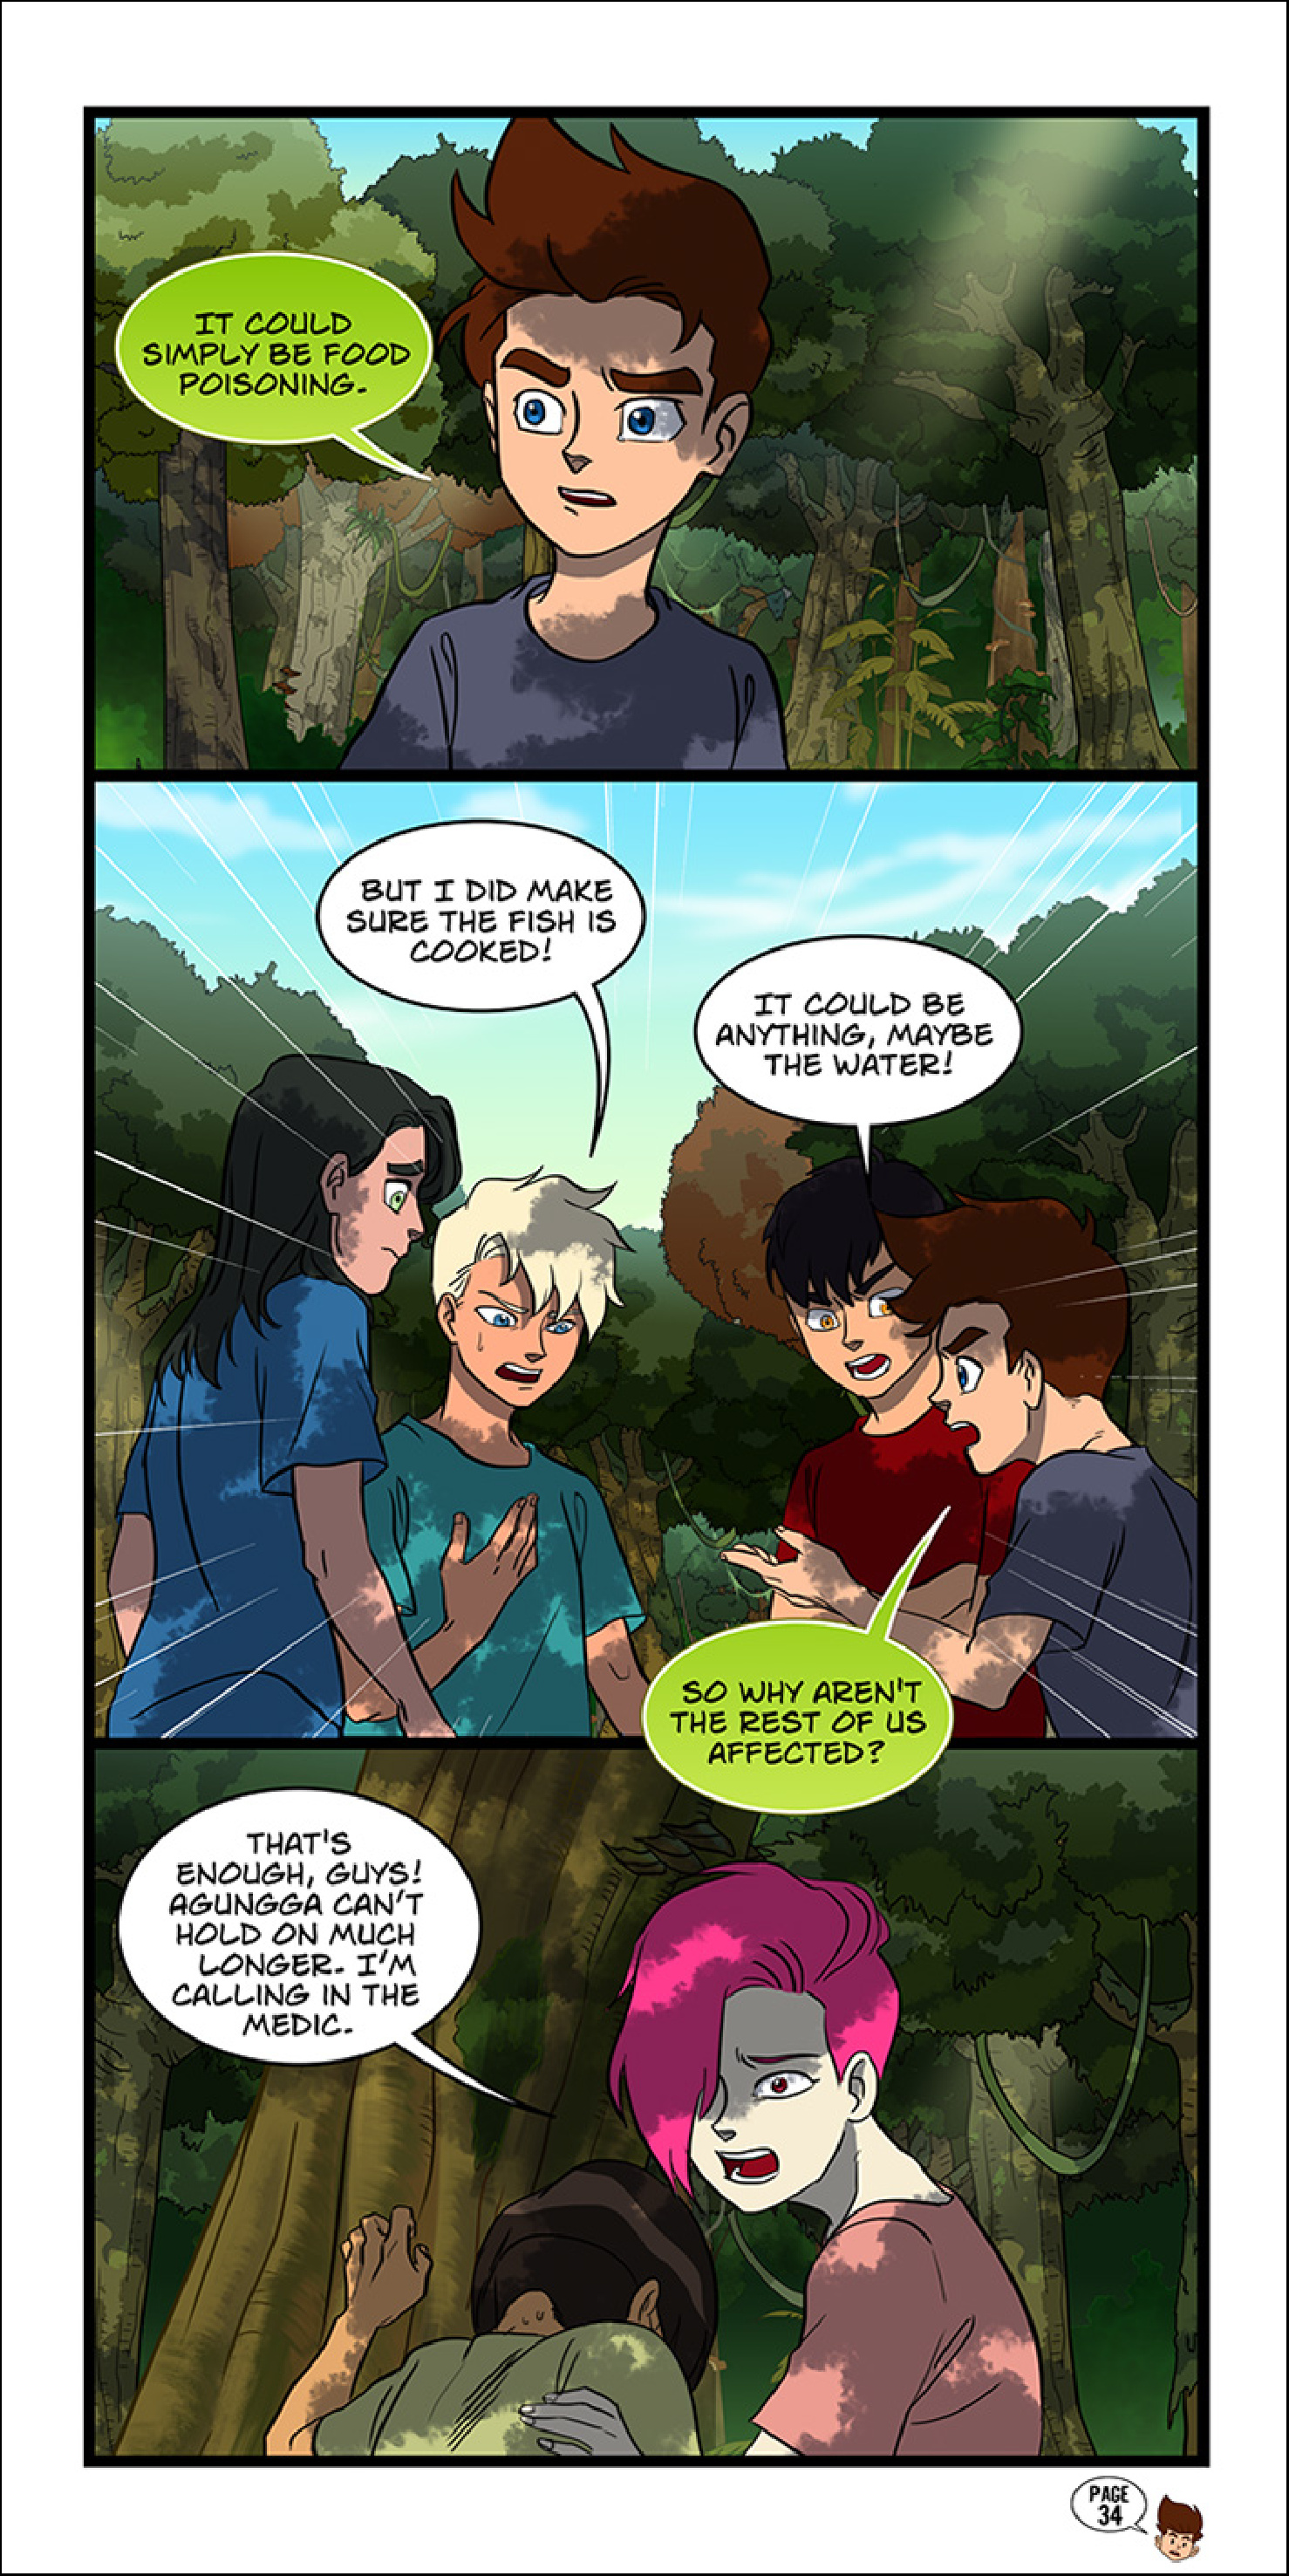 IT COULD
SIMPLY BE FOOD
POISONING.
BUT I DID MAKE
SURE THE FISH IS
COOKED!
IT COULD BE
ANYTHING, MAYBE
THE WATER!
SO WHY AREN'T
THE REST OF US
AFFECTED?
THAT'S
ENOUGH, GUYS!
AGUNGGA CAN'T
HOLD ON MUCH
LONGER. I'M
CALLING IN THE
MEDIC.
PAGE
34